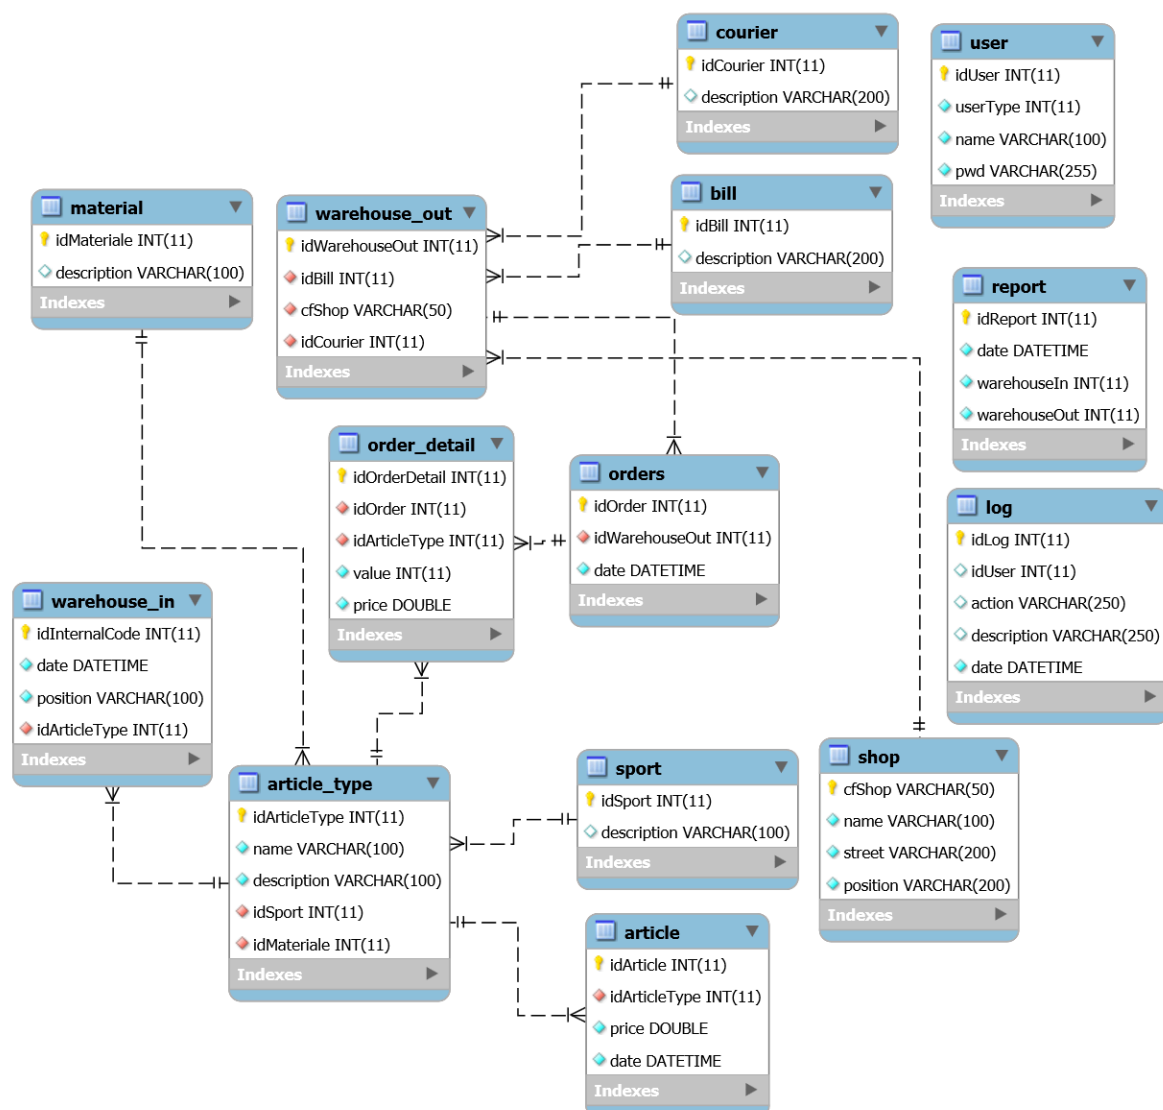 courier
idCourier INT(11)
description VARCHAR(200)
Indexes
user
idUser INT(11)
userType INT(11)
name VARCHAR(100)
pwd VARCHAR(255)
Indexes
material
idMateriale INT(11)
description VARCHAR(100)
Indexes
warehouse_out
idWarehouseOut INT(11)
idBill INT(11)
cfShop VARCHAR(50)
idCourier INT(11)
Indexes
bill
idBill INT(11)
description VARCHAR(200)
Indexes
report
idReport INT(11)
date DATETIME
warehouseIn INT(11)
warehouseOut INT(11)
Indexes
order_detail
idOrderDetail INT(11)
idOrder INT(11)
idArticleType INT(11)
value INT(11)
price DOUBLE
Indexes
orders
idOrder INT(11)
idWarehouseOut INT(11)
date DATETIME
Indexes
log
idLog INT(11)
idUser INT(11)
action VARCHAR(250)
description VARCHAR(250)
date DATETIME
Indexes
warehouse_in
idInternalCode INT(11)
date DATETIME
position VARCHAR(100)
idArticleType INT(11)
Indexes
article_type
idArticleType INT(11)
name VARCHAR(100)
description VARCHAR(100)
idSport INT(11)
idMateriale INT(11)
Indexes
sport
idSport INT(11)
description VARCHAR(100)
Indexes
shop
cfShop VARCHAR(50)
name VARCHAR(100)
street VARCHAR(200)
position VARCHAR(200)
Indexes
article
idArticle INT(11)
idArticleType INT(11)
price DOUBLE
date DATETIME
Indexes